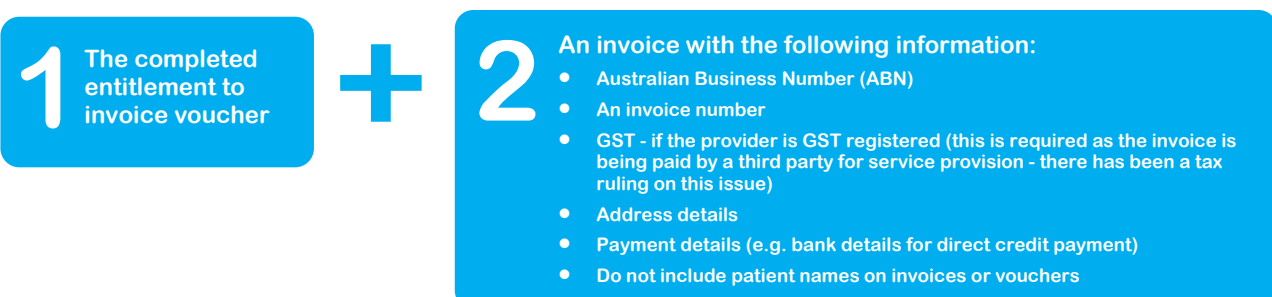 1
The completed
entitlement to
invoice voucher
+
2
An invoice with the following information:
• Australian Business Number (ABN)
• An invoice number
• GST - if the provider is GST registered (this is required as the invoice is
being paid by a third party for service provision - there has been a tax
ruling on this issue)
• Address details
• Payment details (e.g. bank details for direct credit payment)
• Do not include patient names on invoices or vouchers